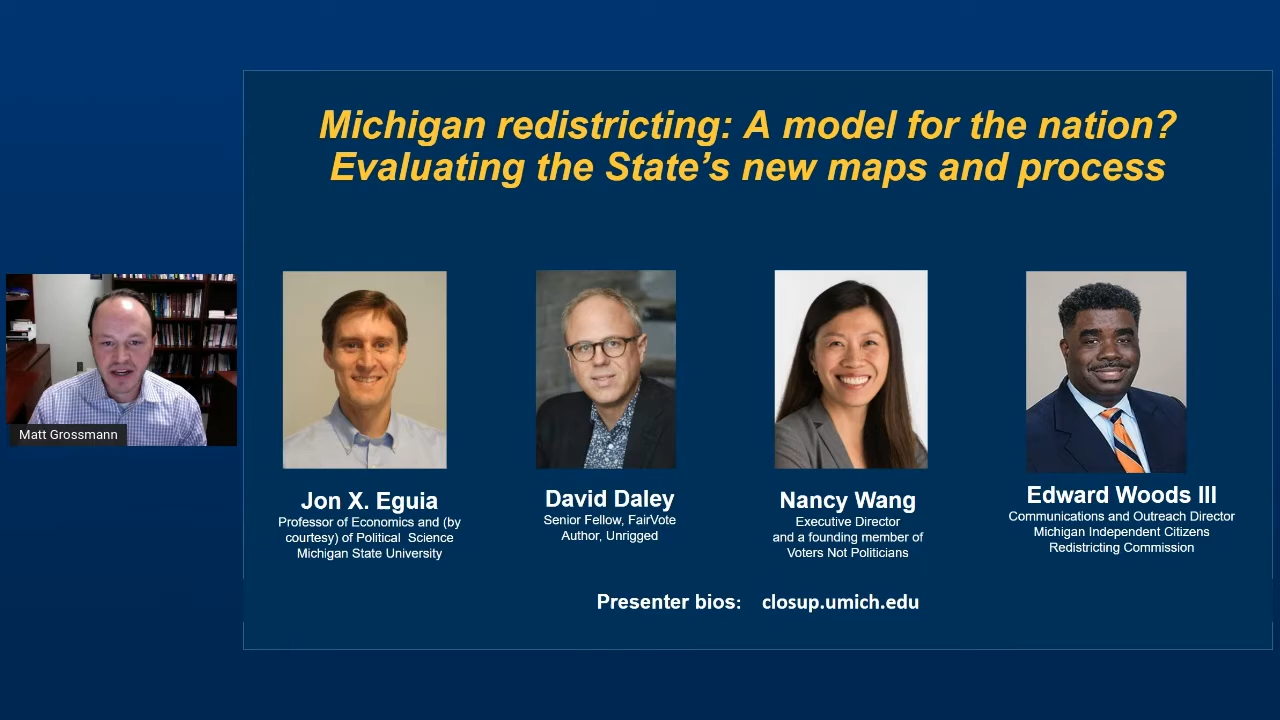 Michigan redistricting: A model for the nation?
Evaluating the State's new maps and process
Matt Grossmann
Jon X. Eguia
Professor of Economics and (by
courtesy) of Political Science
Michigan State University
David Daley
Senior Fellow, FairVote
Author, Unrigged
Nancy Wang
Executive Director
and a founding member of
Voters Not Politicians
Edward Woods III
Communications and Outreach Director
Michigan Independent Citizens
Redistricting Commission
Presenter bios: closup.umich.edu